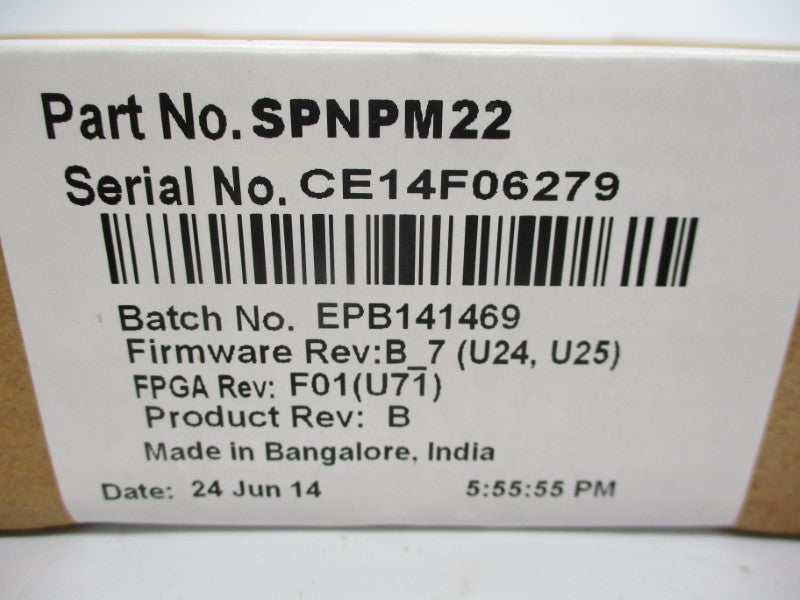 Part No. SPNPM22
Serial No. CE14F06279
Batch No. EPB141469
Firmware Rev:B_7 (U24, U25)
FPGA Rev: F01(U71)
Product Rev: B
Made in Bangalore, India
Date: 24 Jun 14 5:55:55 PM